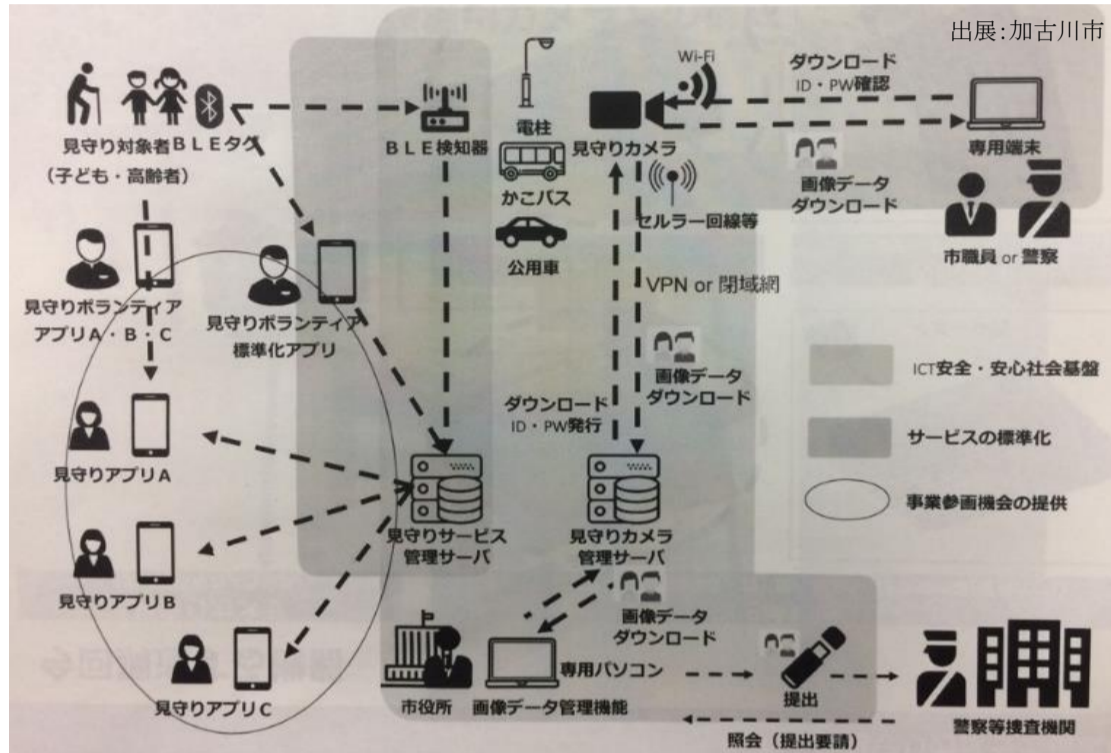 出展:加古川市
見守り対象者
BLEタグ
(子ども・高齢者)
BLE検知器
電柱
かこバス
公用車
Wi-Fi
見守りカメラ
セルラー回線等
ダウンロード
ID・PW確認
画像データ
ダウンロード
専用端末
市職員 or 警察
見守りボランティア
アプリA・B・C
見守りボランティア
標準化アプリ
VPN or 閉域網
画像データ
ダウンロード
ダウンロード
ID・PW発行
ICT安全・安心社会基盤
サービスの標準化
事業参画機会の提供
見守りアプリA
見守りアプリB
見守りアプリC
見守りサービス
管理サーバ
見守りカメラ
管理サーバ
画像データ
ダウンロード
市役所
画像データ管理機能
専用パソコン
提出
警察等捜査機関
照会(提出要請)